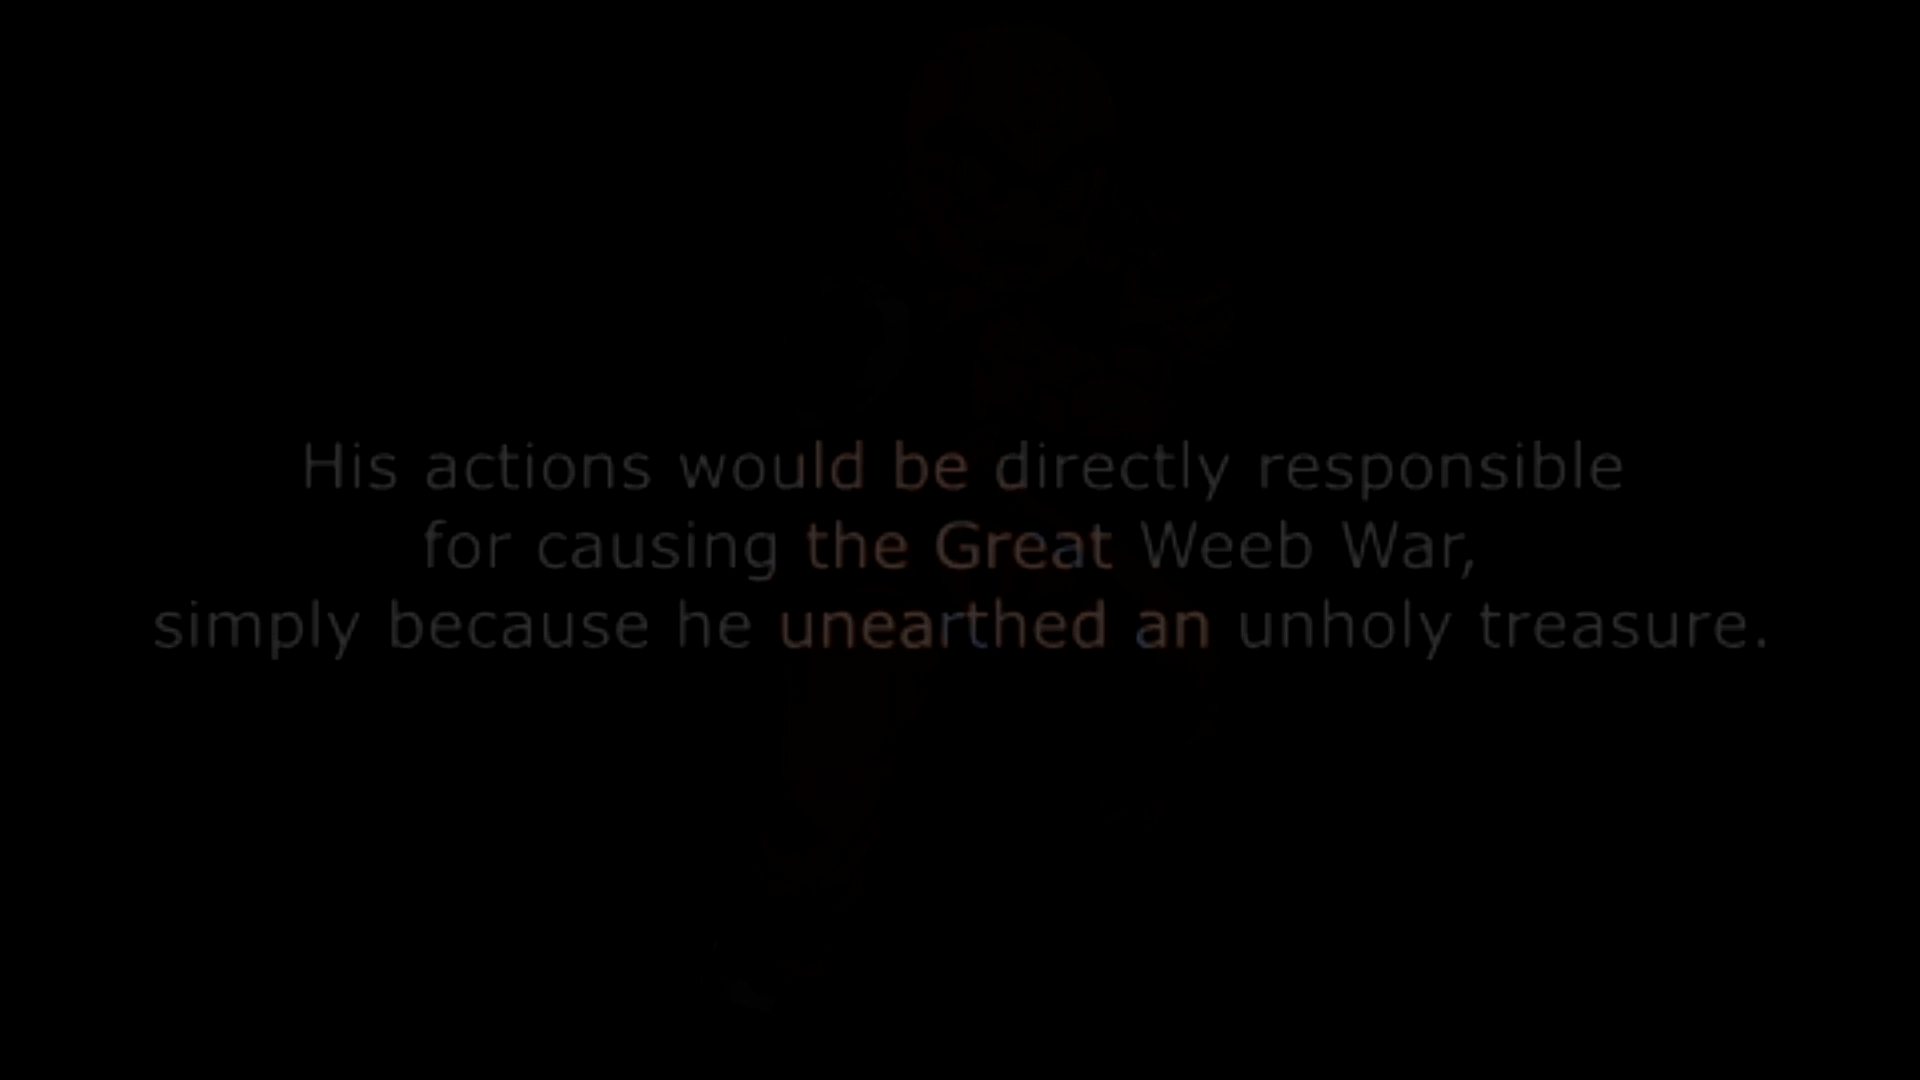 His actions would be directly responsible
for causing the Great Weeb War,
simply because he unearthed an unholy treasure.